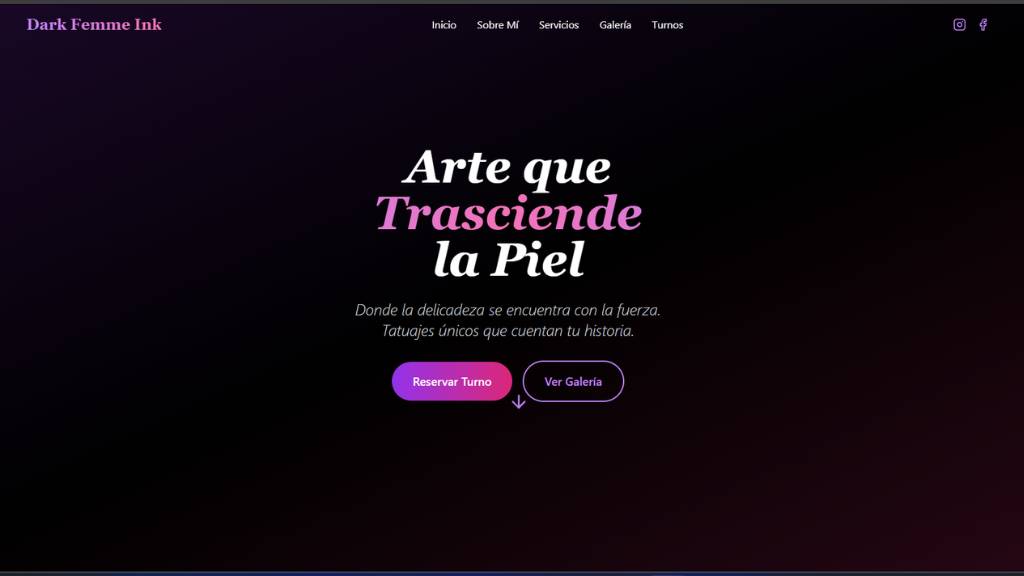 Dark Femme Ink
Inicio Sobre Mí Servicios Galería Turnos
Arte que
Trasciende
la Piel
Donde la delicadeza se encuentra con la fuerza.
Tatuajes únicos que cuentan tu historia.
Reservar Turno Ver Galería